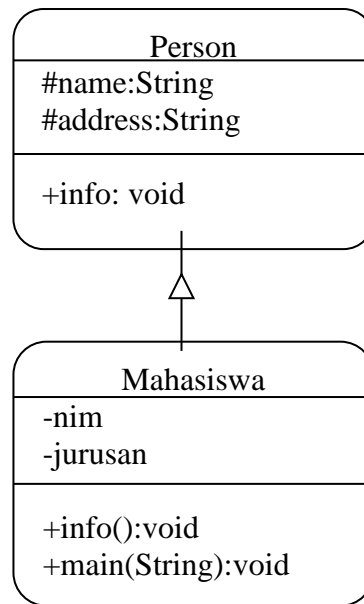 Person
#name:String
#address:String
+info: void
Mahasiswa
-nim
-jurusan
+info():void
+main(String):void